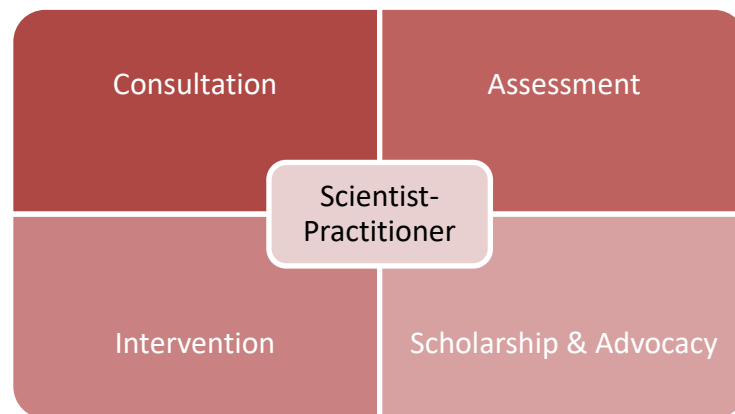 Consultation
Assessment
Scientist-
Practitioner
Intervention
Scholarship & Advocacy